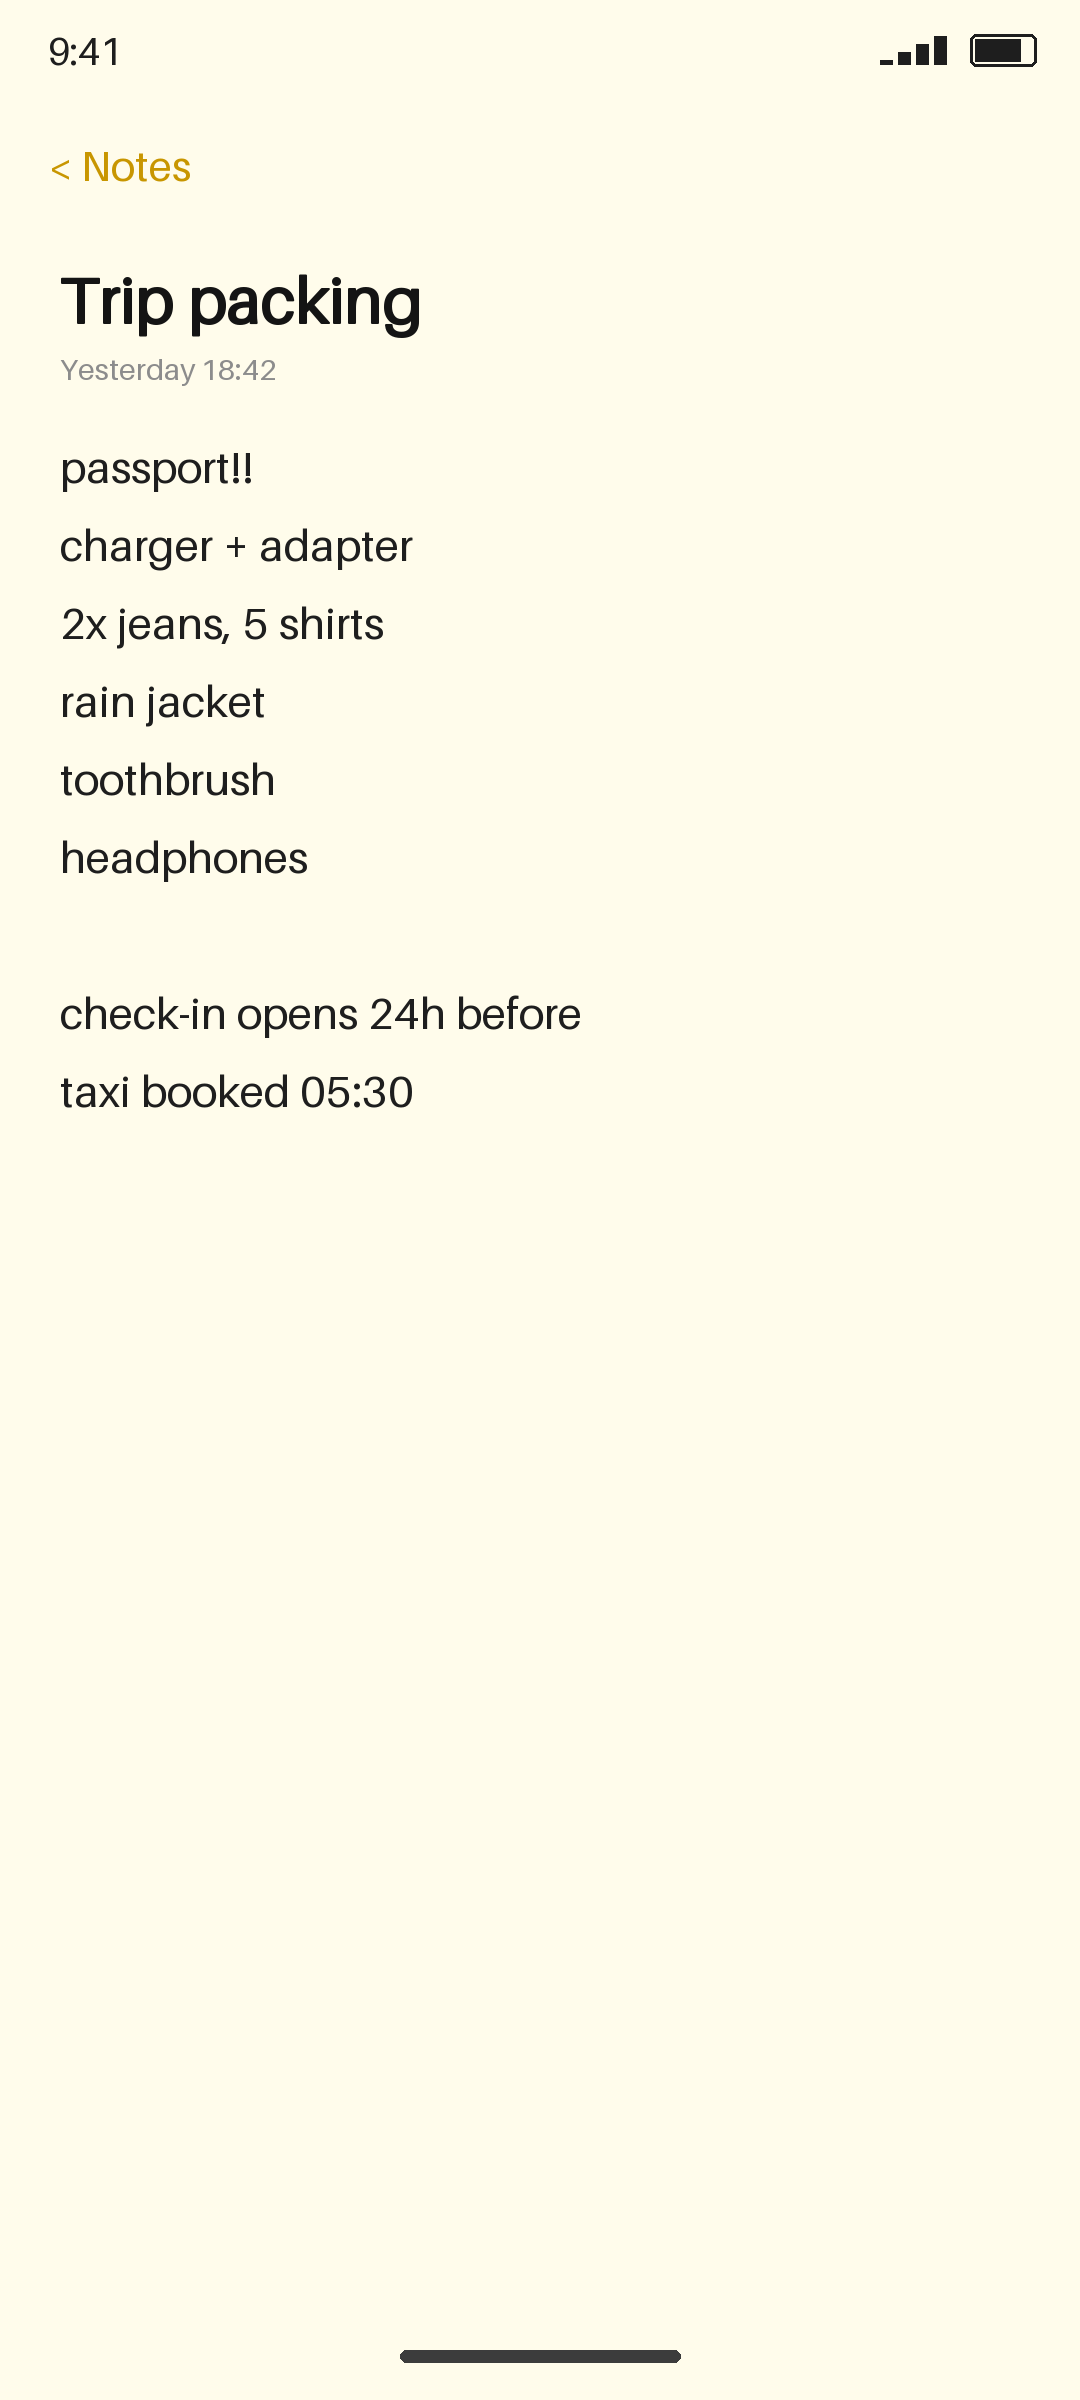 9:41
< Notes
Trip packing
Yesterday 18:42
passport!!
charger + adapter
2x jeans, 5 shirts
rain jacket
toothbrush
headphones
check-in opens 24h before
taxi booked 05:30